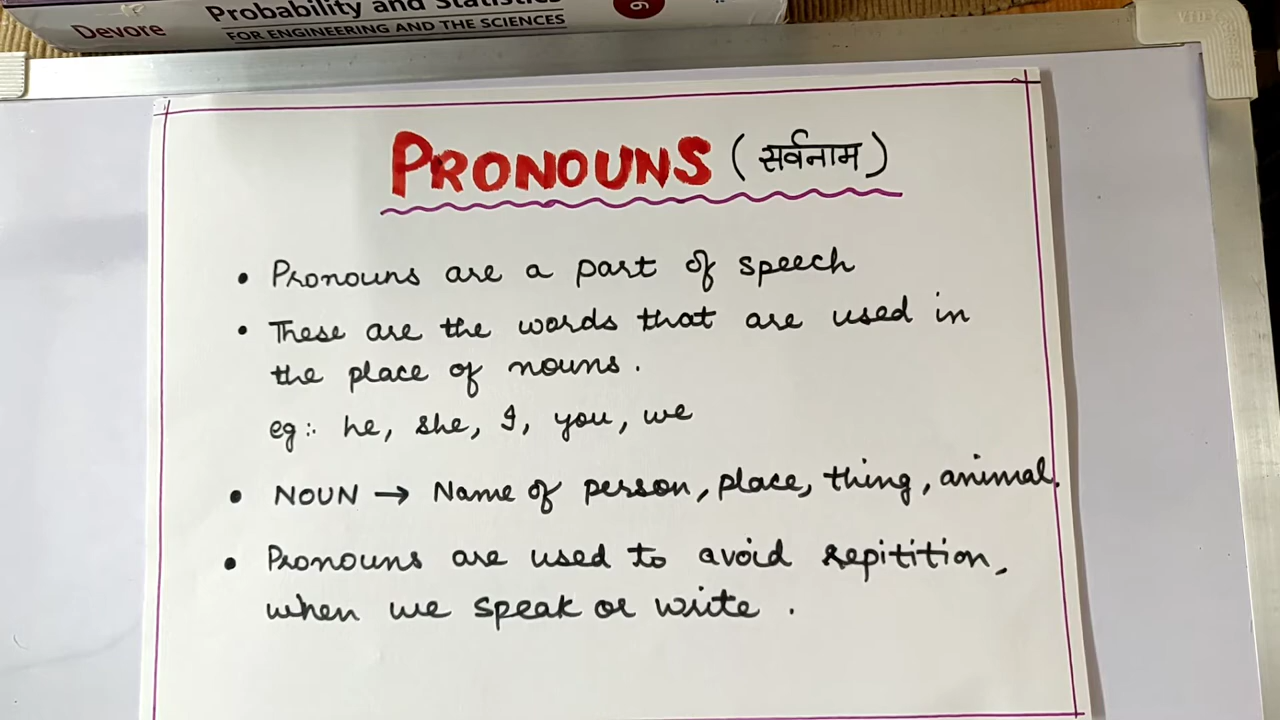 Probability and Statistics
Devore
FOR ENGINEERING AND THE SCIENCES
9
PRONOUNS (सर्वनाम)
• Pronouns are a part of speech
• These are the words that are used in
the place of nouns.
eg:. he, she, I, you, we
• NOUN → Name of person, place, thing, animal.
• Pronouns are used to avoid repitition,
when we speak or write.